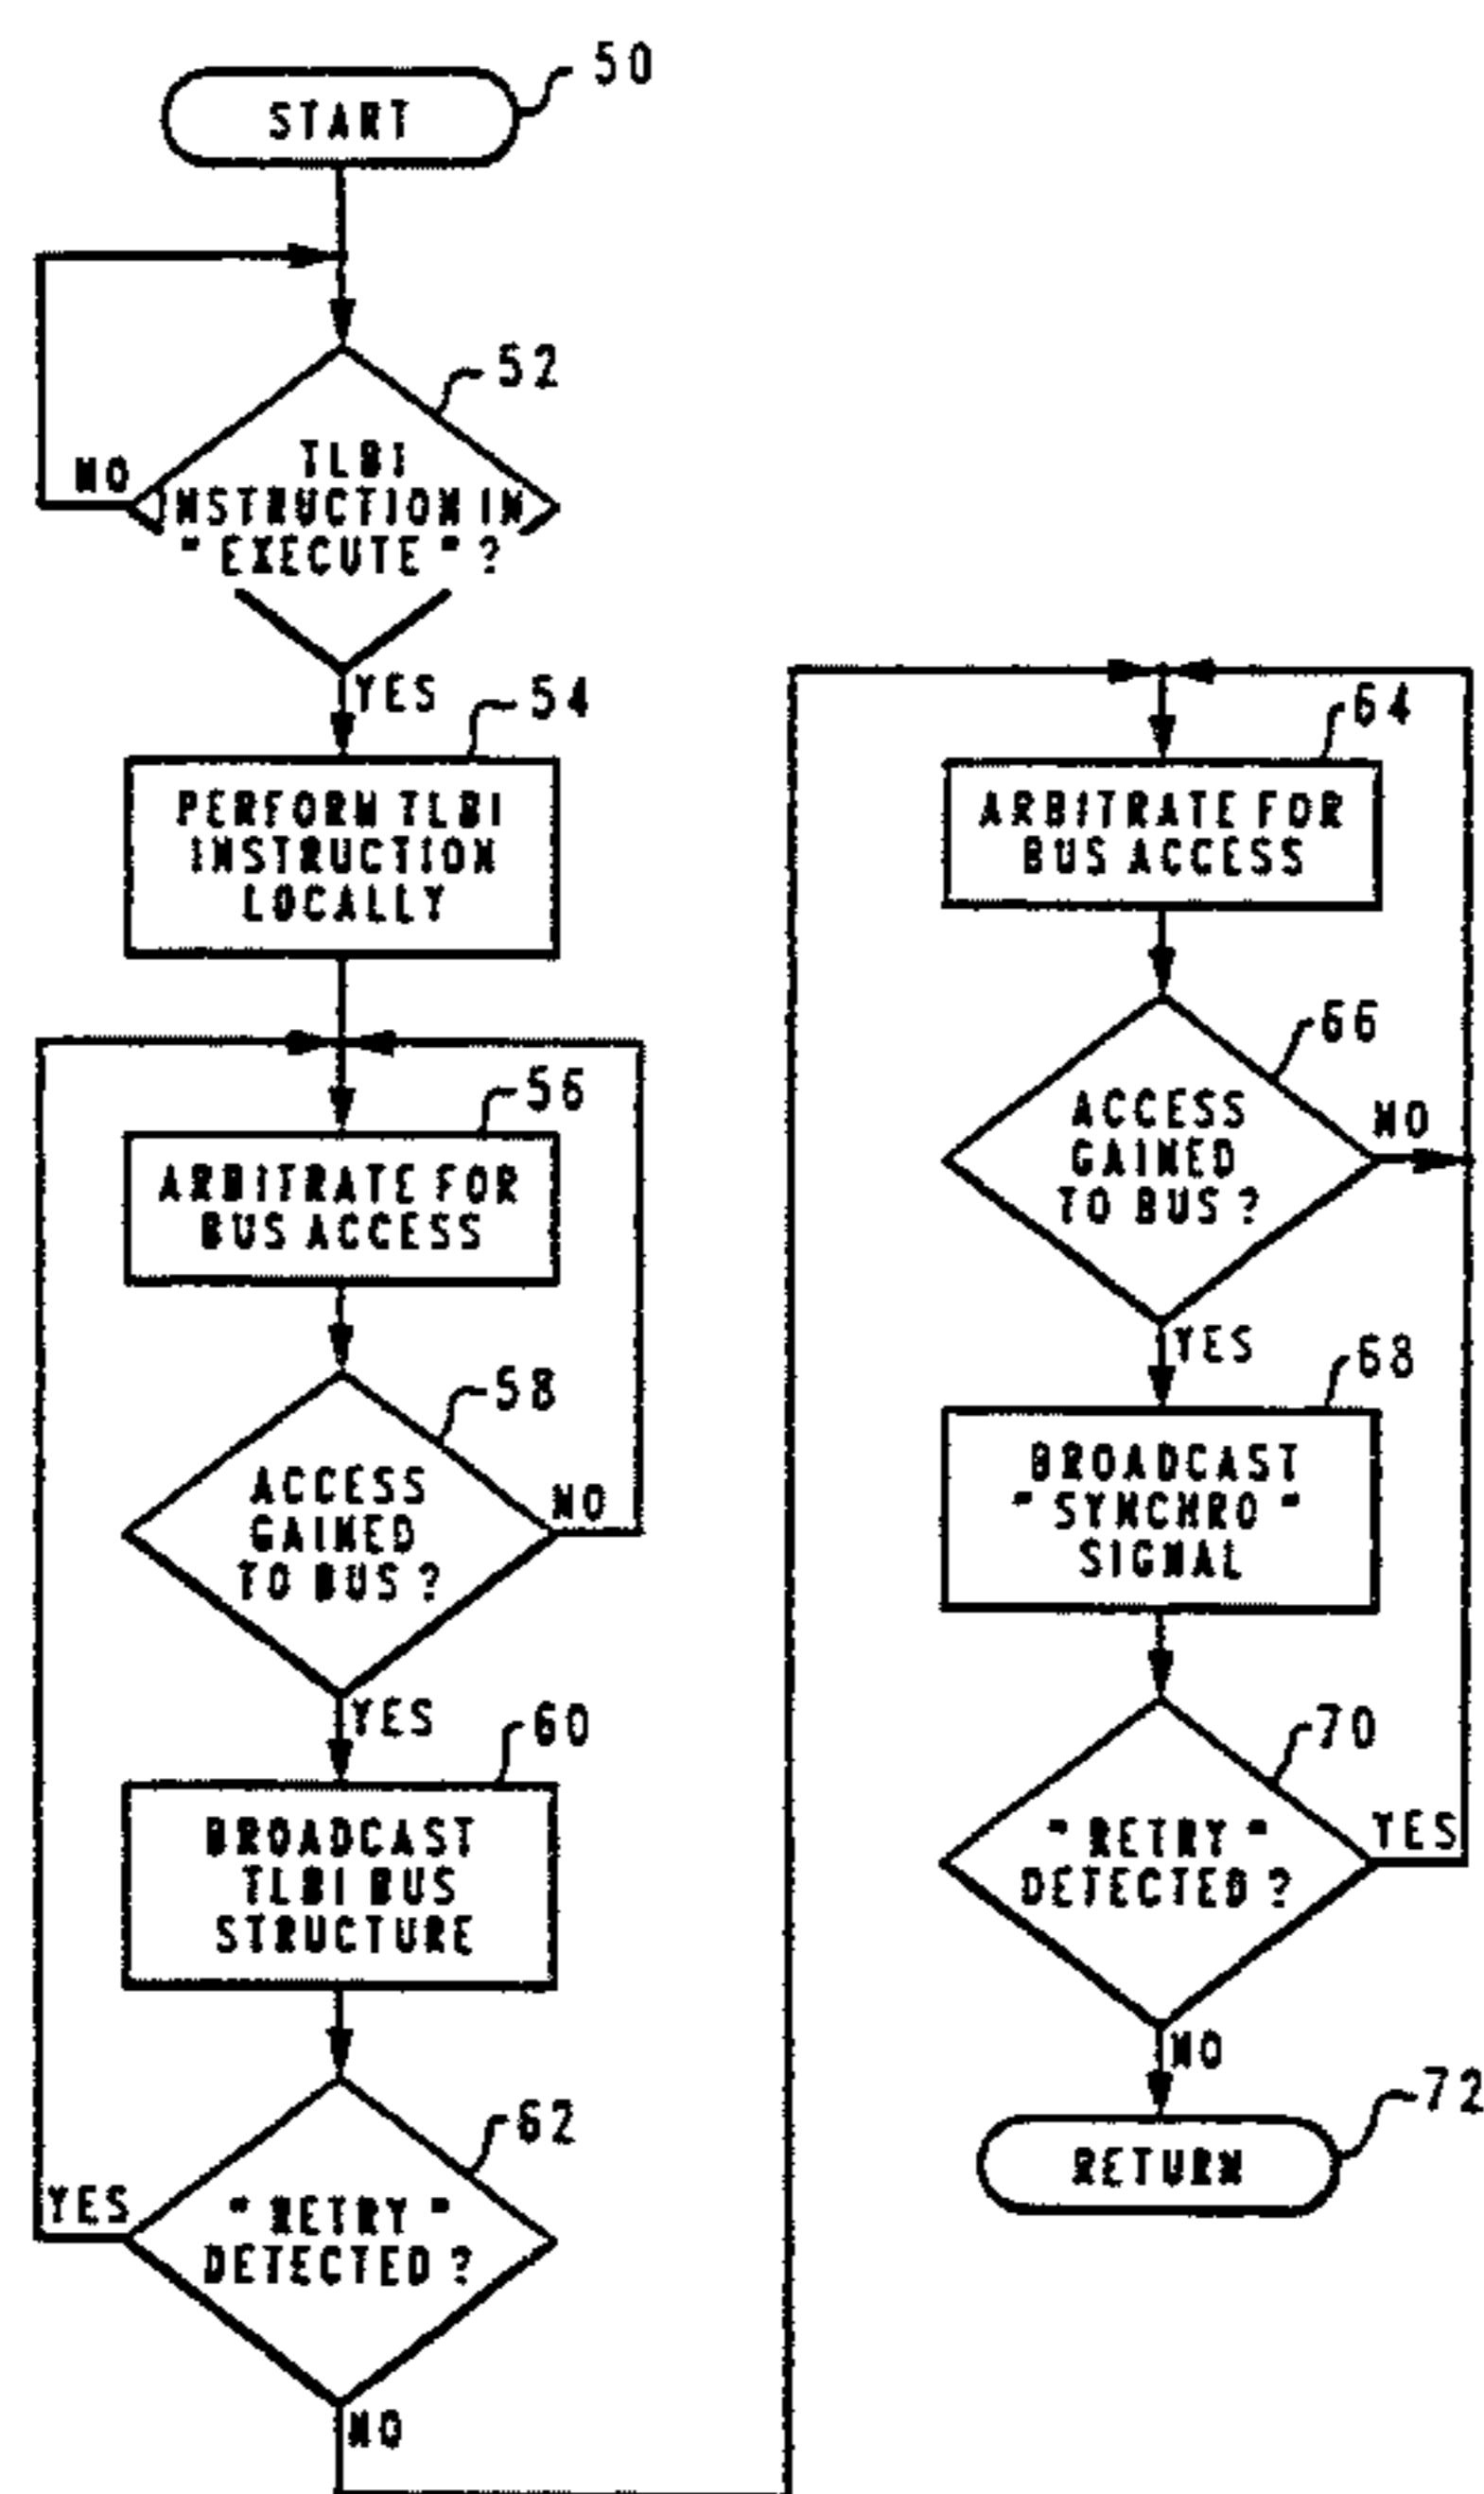 50
START
52
TLBI
INSTRUCTION IN
"EXECUTE"?
NO
YES
54
PERFORM TLBI
INSTRUCTION
LOCALLY
56
ARBITRATE FOR
BUS ACCESS
58
ACCESS
GAINED
TO BUS?
NO
YES
60
BROADCAST
TLBI BUS
STRUCTURE
62
"RETRY"
DETECTED?
YES
NO
64
ARBITRATE FOR
BUS ACCESS
66
ACCESS
GAINED
TO BUS?
NO
YES
68
BROADCAST
"SYNCHRO"
SIGNAL
70
"RETRY"
DETECTED?
YES
NO
72
RETURN